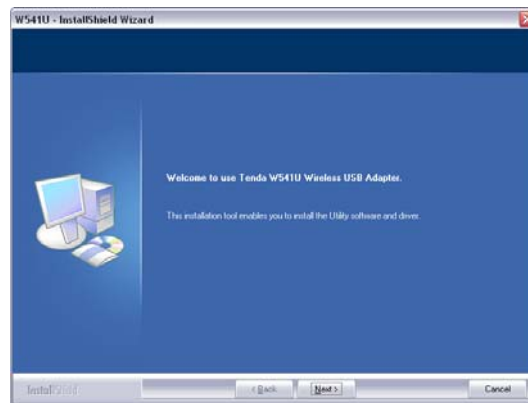 W541U - InstallShield Wizard
Welcome to use Tenda W541U Wireless USB Adapter.
This installation tool enables you to install the Utility software and driver.
InstallShield
< Back
Next >
Cancel